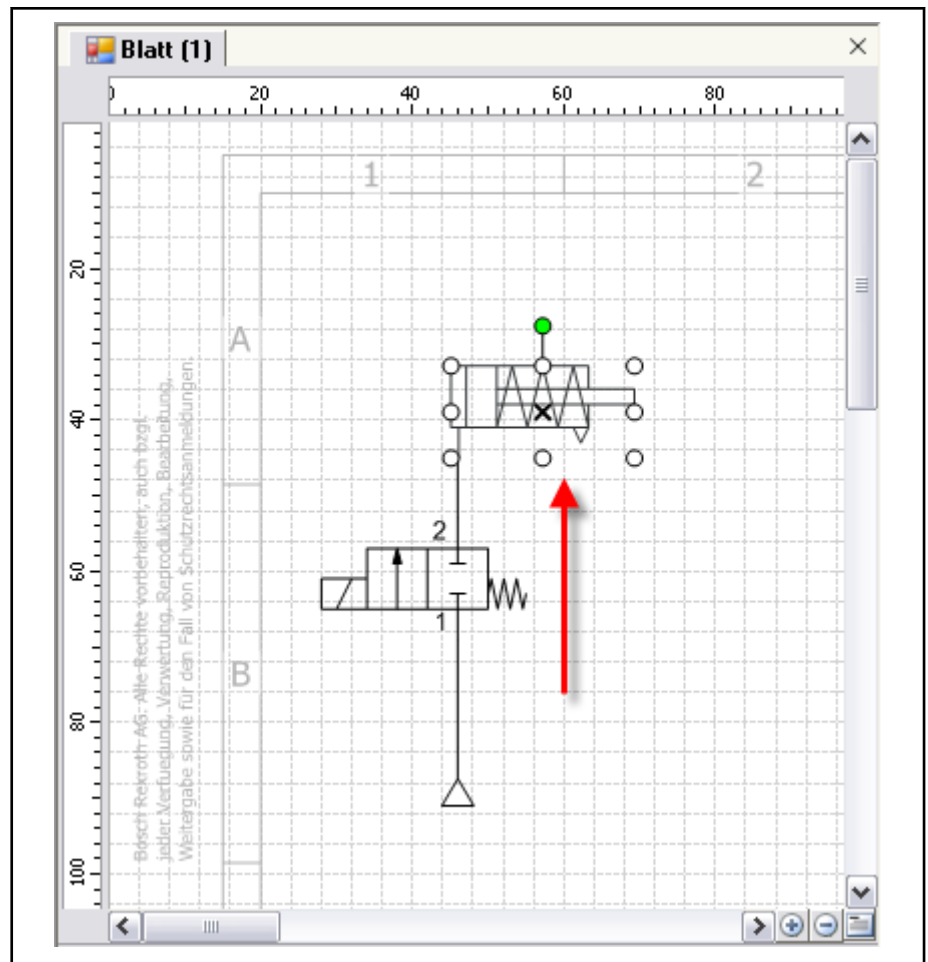 Blatt (1)
0 20 40 60 80
1 2
20
A
40
2
60
1
B
80
100
Bosch Rexroth AG. Alle Rechte vorbehalten, auch bzgl.
jeder Verfuegung, Verwertung, Reproduktion, Bearbeitung,
Weitergabe sowie für den Fall von Schutzrechtsanmeldungen.